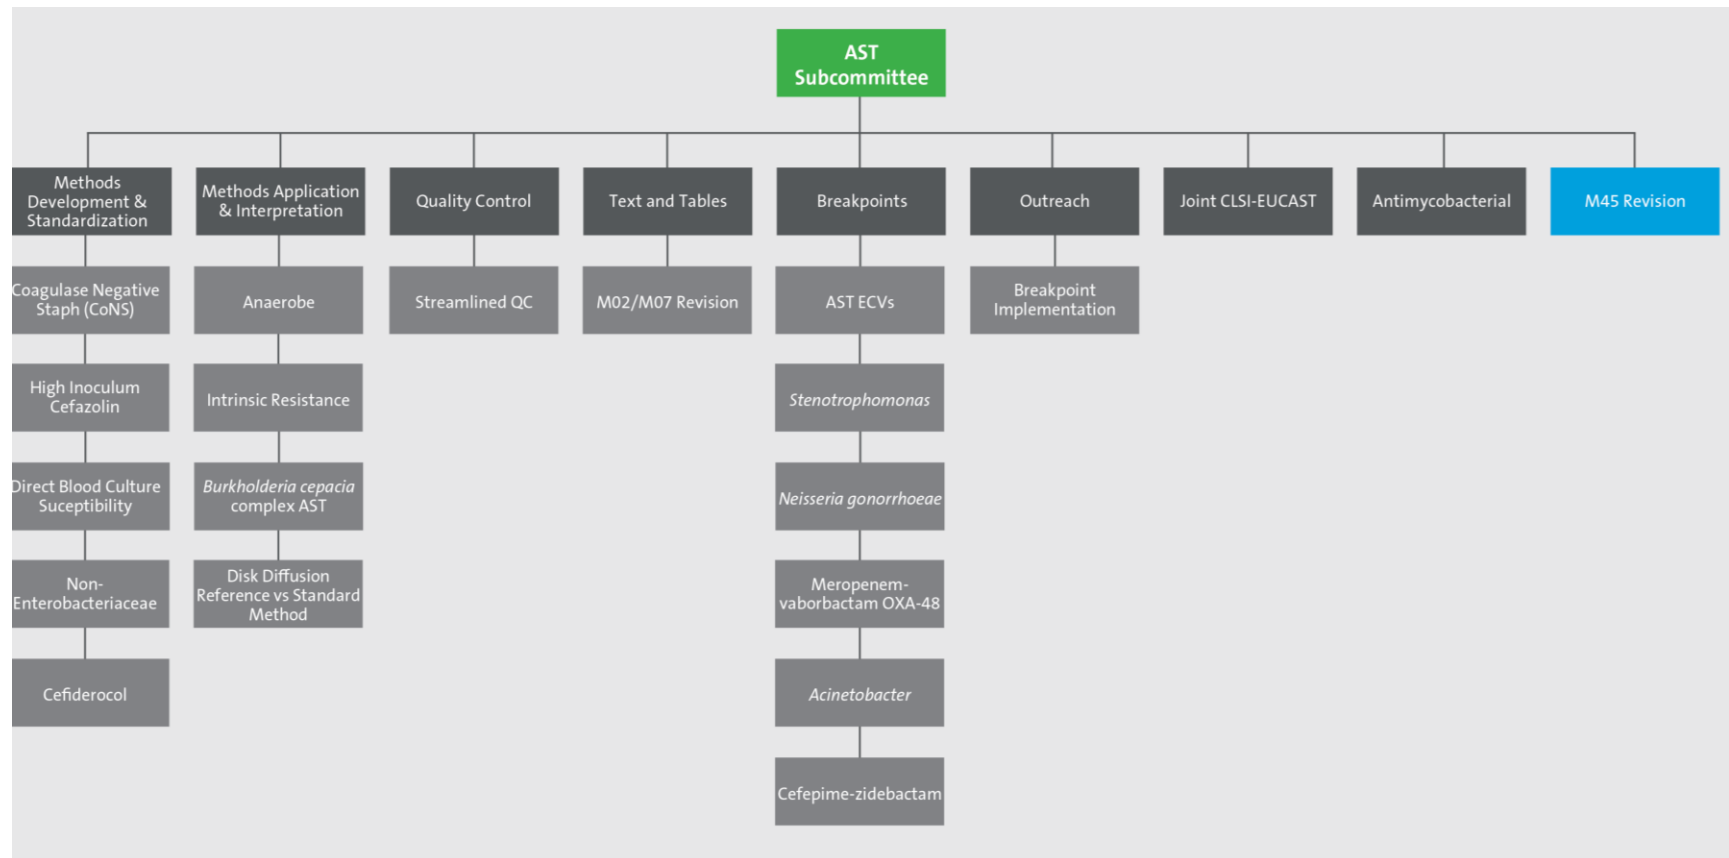 AST
Subcommittee
Methods
Development &
Standardization
Methods Application
& Interpretation
Quality Control
Text and Tables
Breakpoints
Outreach
Joint CLSI-EUCAST
Antimycobacterial
M45 Revision
Coagulase Negative
Staph (CoNS)
Anaerobe
Streamlined QC
M02/M07 Revision
AST ECVs
Breakpoint
Implementation
High Inoculum
Cefazolin
Intrinsic Resistance
Stenotrophomonas
Direct Blood Culture
Suceptibility
Burkholderia cepacia
complex AST
Neisseria gonorrhoeae
Non-
Enterobacteriaceae
Disk Diffusion
Reference vs Standard
Method
Meropenem-
vaborbactam OXA-48
Cefiderocol
Acinetobacter
Cefepime-zidebactam